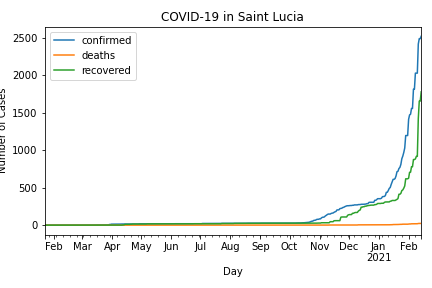 COVID-19 in Saint Lucia
confirmed
deaths
recovered
2500
2000
1500
1000
500
0
Number of Cases
Feb Mar Apr May Jun Jul Aug Sep Oct Nov Dec Jan Feb
2021
Day